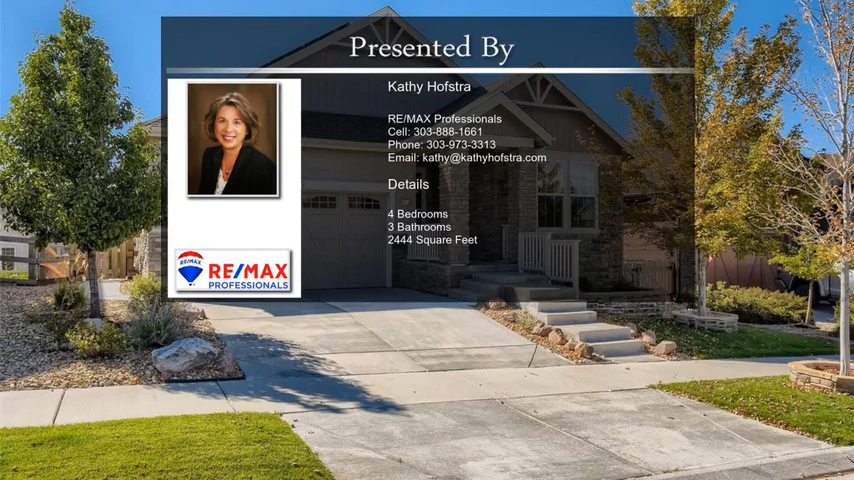 Presented By
Kathy Hofstra
RE/MAX Professionals
Cell: 303-888-1661
Phone: 303-973-3313
Email: kathy@kathyhofstra.com
Details
4 Bedrooms
3 Bathrooms
2444 Square Feet
RE/MAX
RE/MAX
PROFESSIONALS